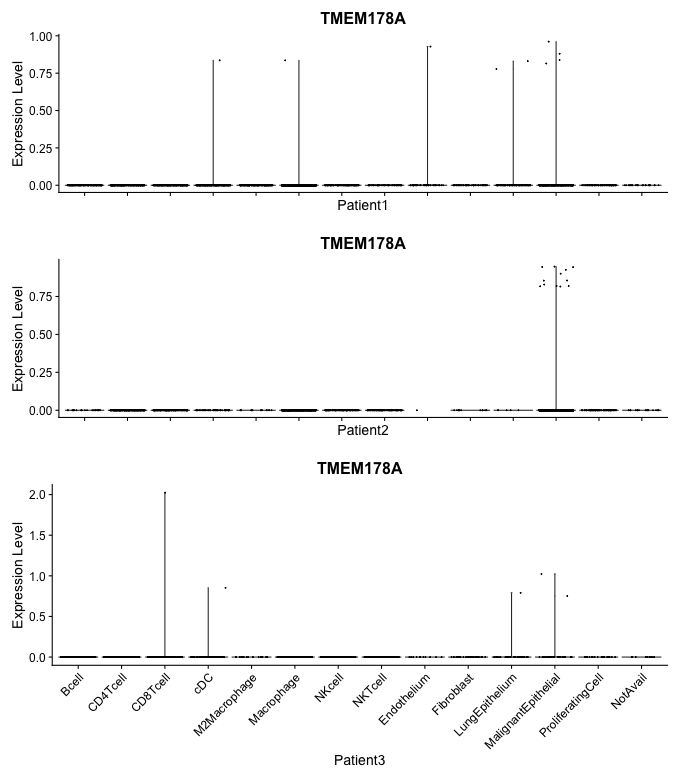 TMEM178A
Expression Level
1.00
0.75
0.50
0.25
0.00
Patient1
TMEM178A
Expression Level
0.75
0.50
0.25
0.00
Patient2
TMEM178A
Expression Level
2.0
1.5
1.0
0.5
0.0
Bcell
CD4Tcell
CD8Tcell
cDC
M2Macrophage
Macrophage
NKcell
NKTcell
Endothelium
Fibroblast
LungEpithelium
MalignantEpithelial
ProliferatingCell
NotAvail
Patient3